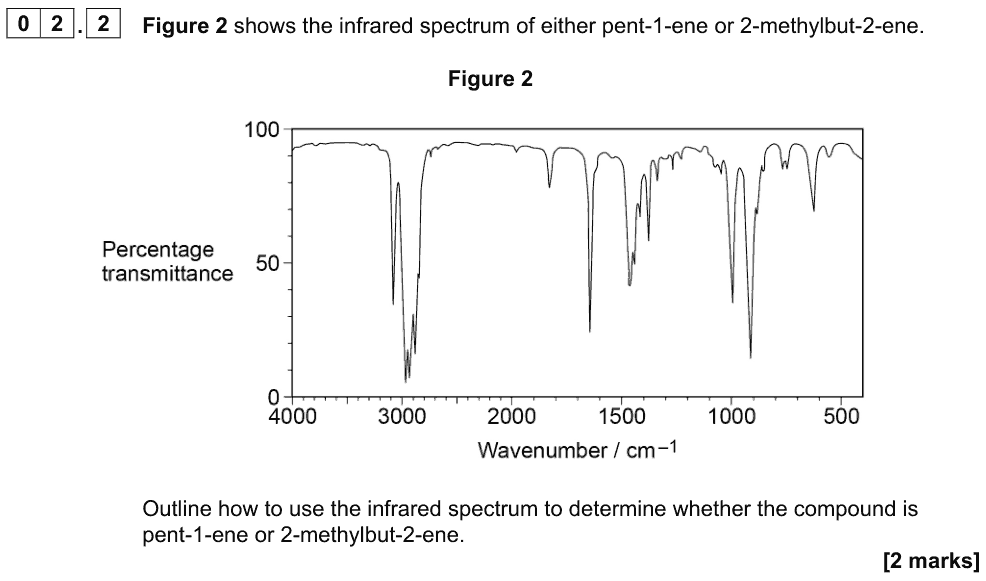 0 2 . 2 Figure 2 shows the infrared spectrum of either pent-1-ene or 2-methylbut-2-ene.
Figure 2
100
50
0
Percentage
transmittance
4000 3000 2000 1500 1000 500
Wavenumber / cm−1
Outline how to use the infrared spectrum to determine whether the compound is
pent-1-ene or 2-methylbut-2-ene.
[2 marks]